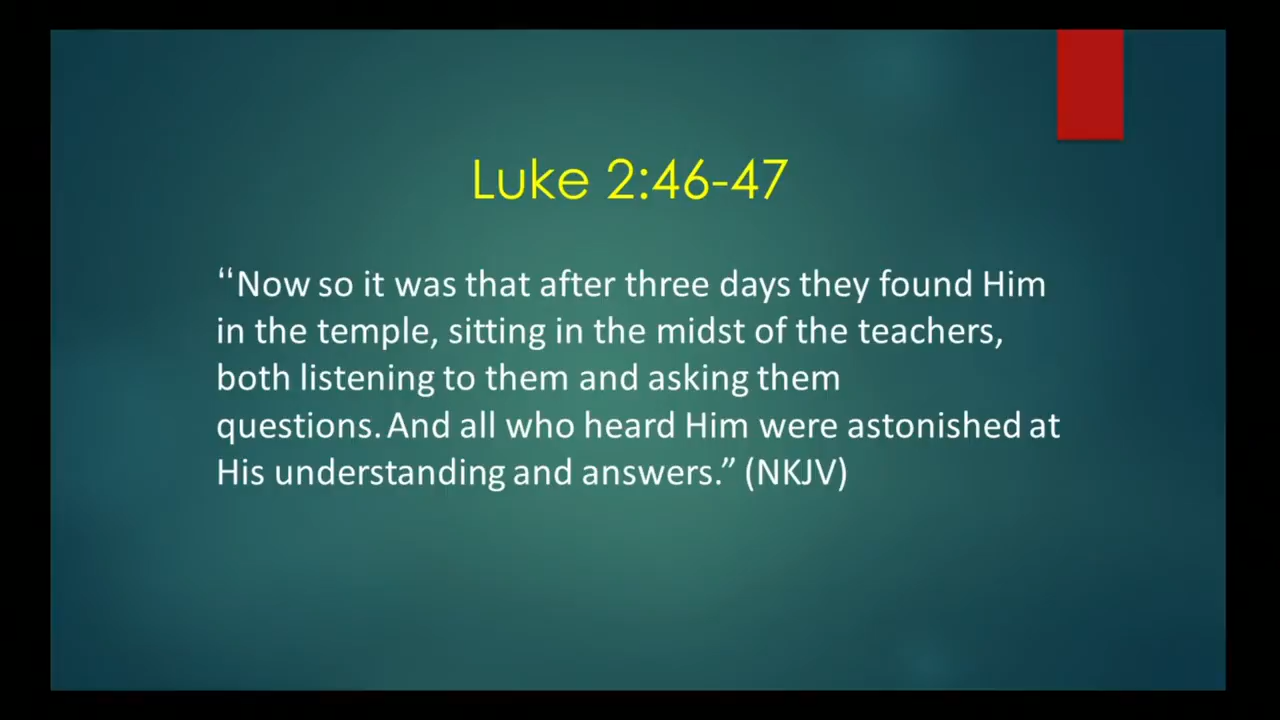 Luke 2:46-47
“Now so it was that after three days they found Him
in the temple, sitting in the midst of the teachers,
both listening to them and asking them
questions. And all who heard Him were astonished at
His understanding and answers.” (NKJV)